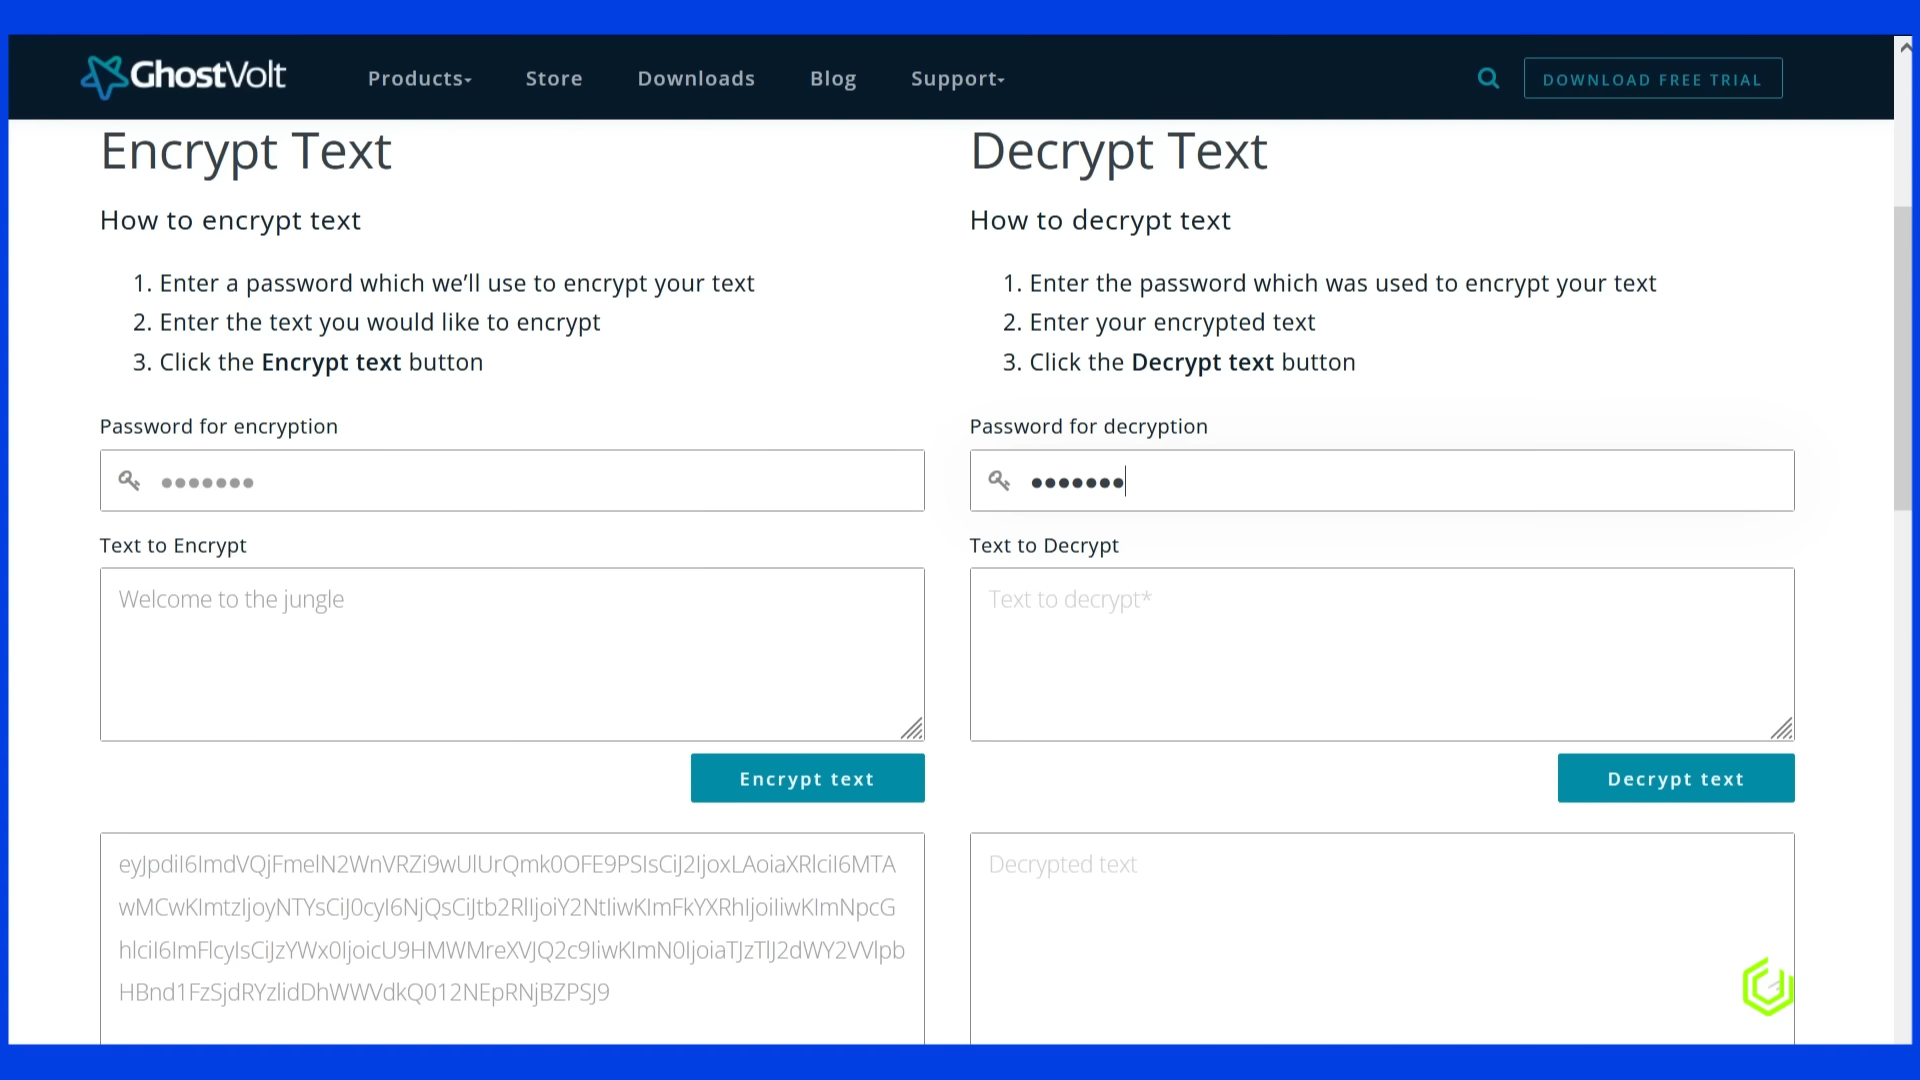 GhostVolt
Products
Store
Downloads
Blog
Support
DOWNLOAD FREE TRIAL
Encrypt Text
How to encrypt text
1. Enter a password which we’ll use to encrypt your text
2. Enter the text you would like to encrypt
3. Click the Encrypt text button
Password for encryption
Text to Encrypt
Welcome to the jungle
Encrypt text
eyJpdiI6ImdVQjFmelN2WnVRZi9wUlUrQmk0OFE9PSIsCiJ2IjoxLAoiaXRlciI6MTA
wMCwKImtzIjoyNTYsCiJ0cyI6NjQsCiJtb2RlIjoiY2NtIiwKImFkYXRhIjoiIiwKImNpcG
hlciI6ImFlcyIsCiJzYWx0IjoicU9HMWMreXVJQ2c9IiwKImN0IjoiaTJzTlJ2dWY2VVlpb
HBnd1FzSjdRYzlidDhWWVdkQ012NEpRNjBZPSJ9
Decrypt Text
How to decrypt text
1. Enter the password which was used to encrypt your text
2. Enter your encrypted text
3. Click the Decrypt text button
Password for decryption
Text to Decrypt
Text to decrypt*
Decrypt text
Decrypted text